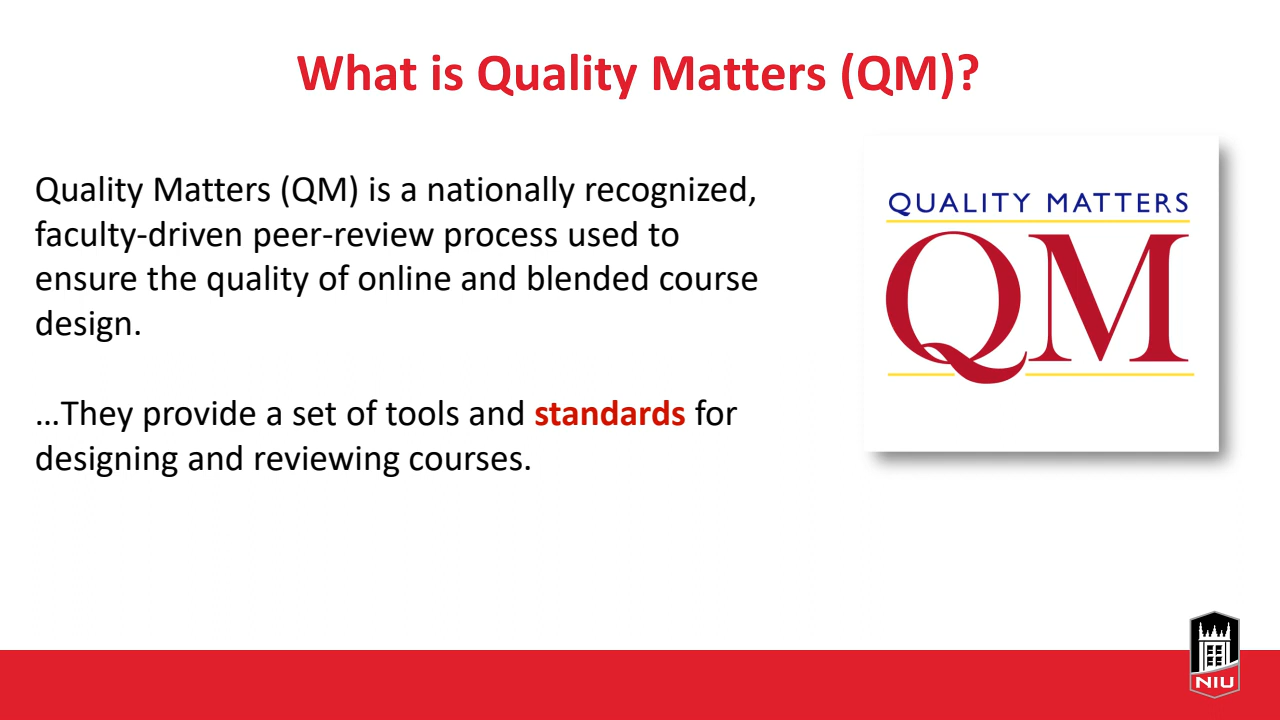 What is Quality Matters (QM)?
Quality Matters (QM) is a nationally recognized,
faculty-driven peer-review process used to
ensure the quality of online and blended course
design.
…They provide a set of tools and standards for
designing and reviewing courses.
QUALITY MATTERS
QM
NIU